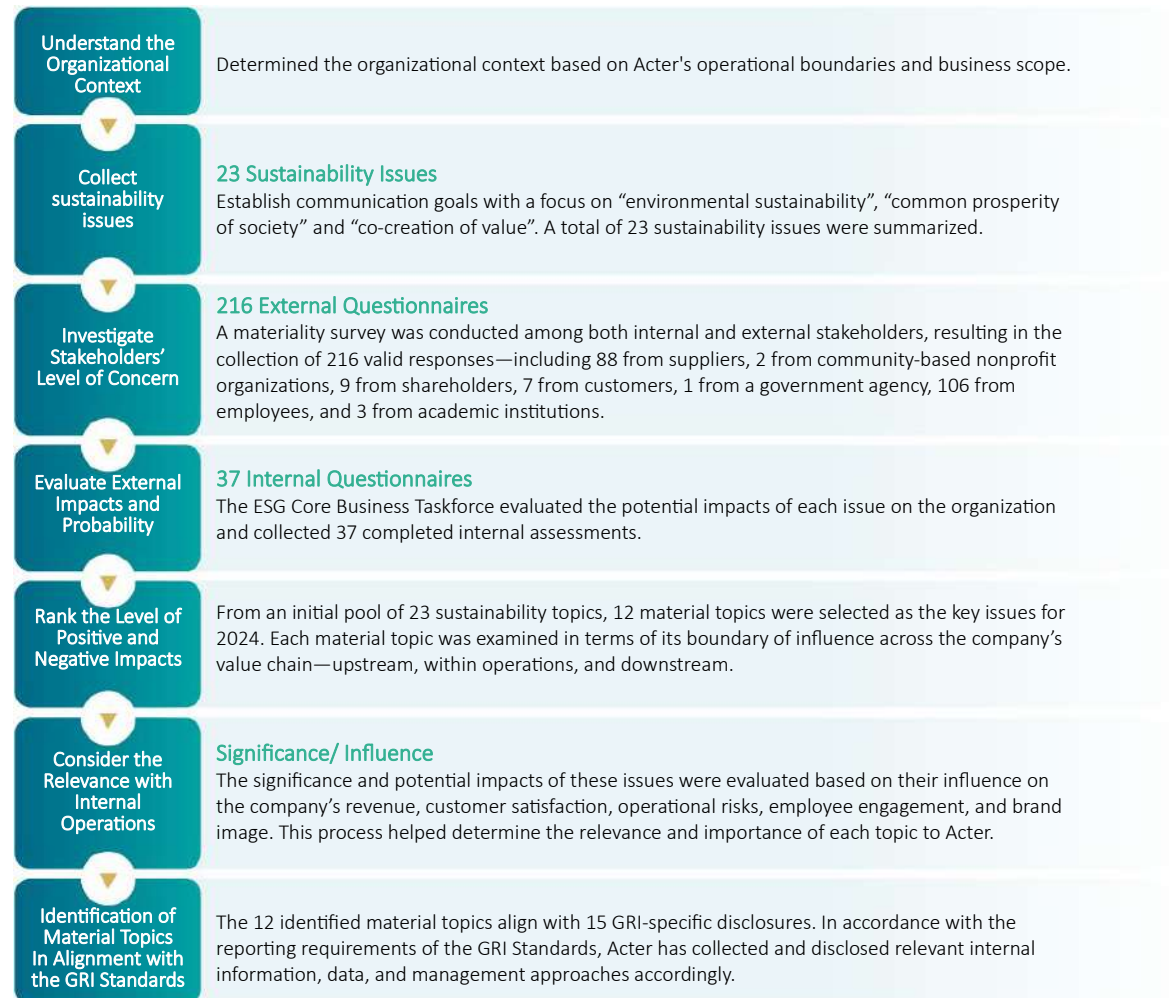 Understand the
Organizational
Context
Determined the organizational context based on Acter's operational boundaries and business scope.
Collect
sustainability
issues
23 Sustainability Issues
Establish communication goals with a focus on “environmental sustainability”, “common prosperity
of society” and “co-creation of value”. A total of 23 sustainability issues were summarized.
Investigate
Stakeholders’
Level of Concern
216 External Questionnaires
A materiality survey was conducted among both internal and external stakeholders, resulting in the
collection of 216 valid responses—including 88 from suppliers, 2 from community-based nonprofit
organizations, 9 from shareholders, 7 from customers, 1 from a government agency, 106 from
employees, and 3 from academic institutions.
Evaluate External
Impacts and
Probability
37 Internal Questionnaires
The ESG Core Business Taskforce evaluated the potential impacts of each issue on the organization
and collected 37 completed internal assessments.
Rank the Level of
Positive and
Negative Impacts
From an initial pool of 23 sustainability topics, 12 material topics were selected as the key issues for
2024. Each material topic was examined in terms of its boundary of influence across the company’s
value chain—upstream, within operations, and downstream.
Consider the
Relevance with
Internal
Operations
Significance/ Influence
The significance and potential impacts of these issues were evaluated based on their influence on
the company’s revenue, customer satisfaction, operational risks, employee engagement, and brand
image. This process helped determine the relevance and importance of each topic to Acter.
Identification of
Material Topics
In Alignment with
the GRI Standards
The 12 identified material topics align with 15 GRI-specific disclosures. In accordance with the
reporting requirements of the GRI Standards, Acter has collected and disclosed relevant internal
information, data, and management approaches accordingly.